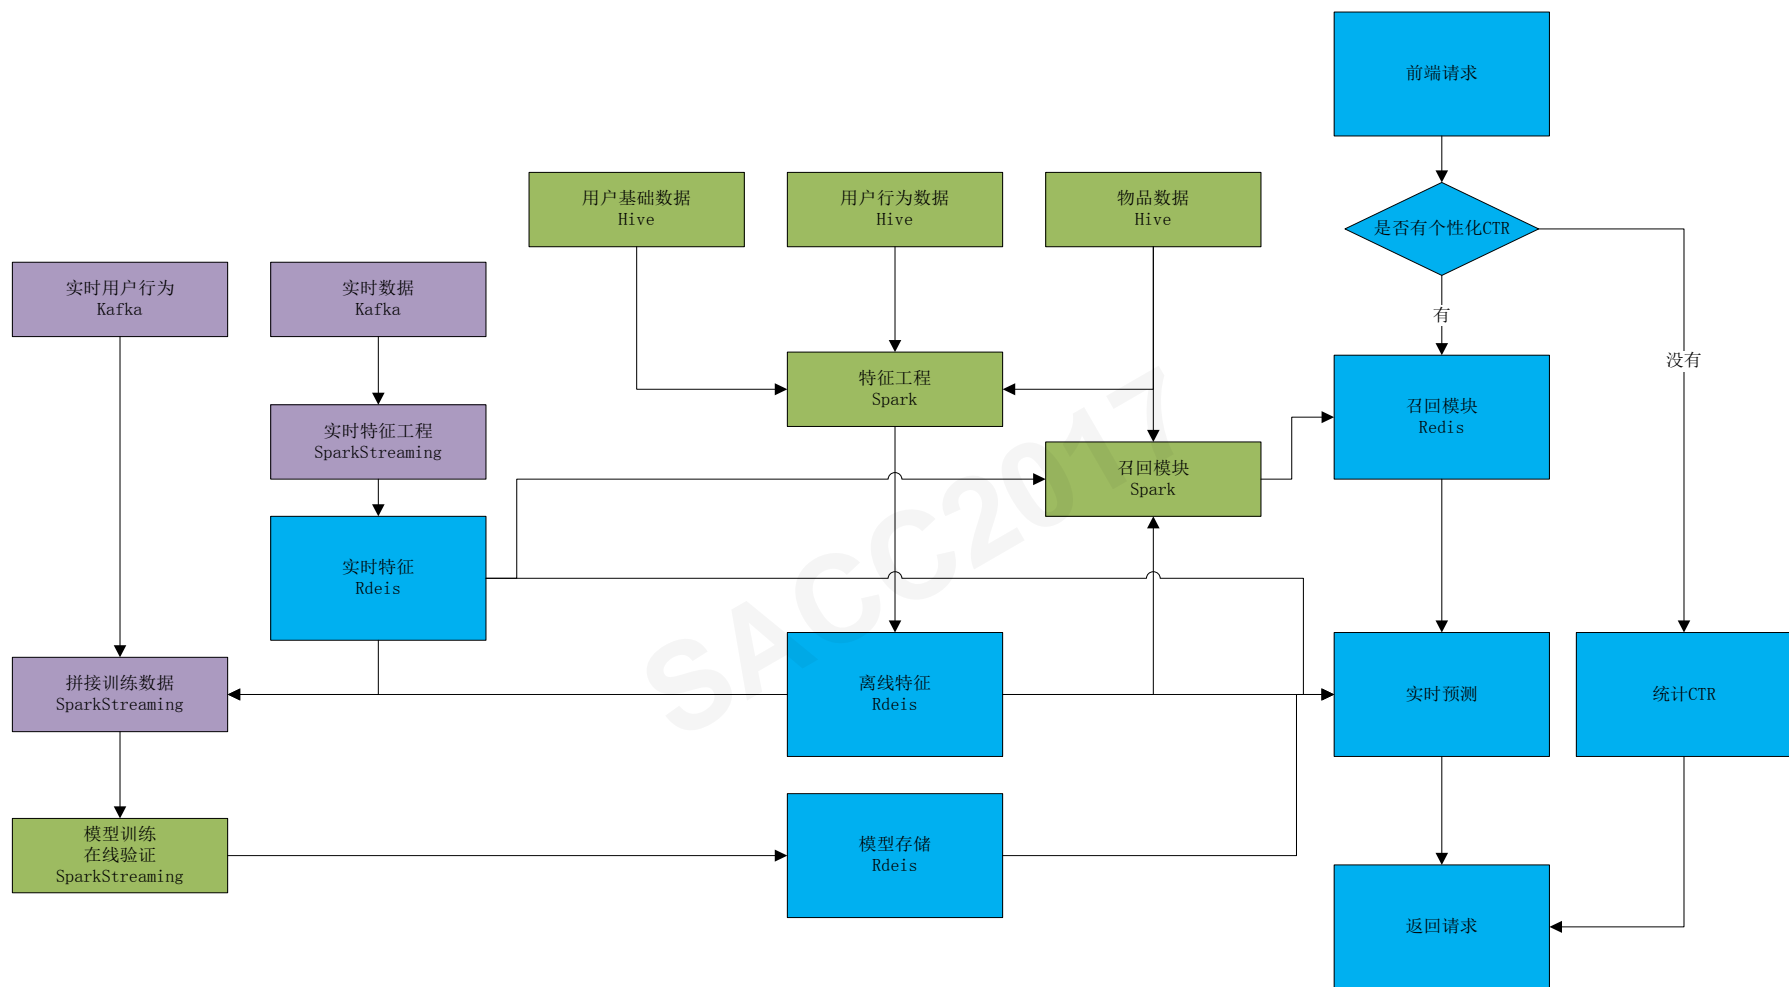 前端请求
用户基础数据
Hive
用户行为数据
Hive
物品数据
Hive
是否有个性化CTR
实时用户行为
Kafka
实时数据
Kafka
有
没有
特征工程
Spark
召回模块
Redis
实时特征工程
SparkStreaming
召回模块
Spark
实时特征
Rdeis
拼接训练数据
SparkStreaming
离线特征
Rdeis
实时预测
统计CTR
模型训练
在线验证
SparkStreaming
模型存储
Rdeis
返回请求
SACC2017